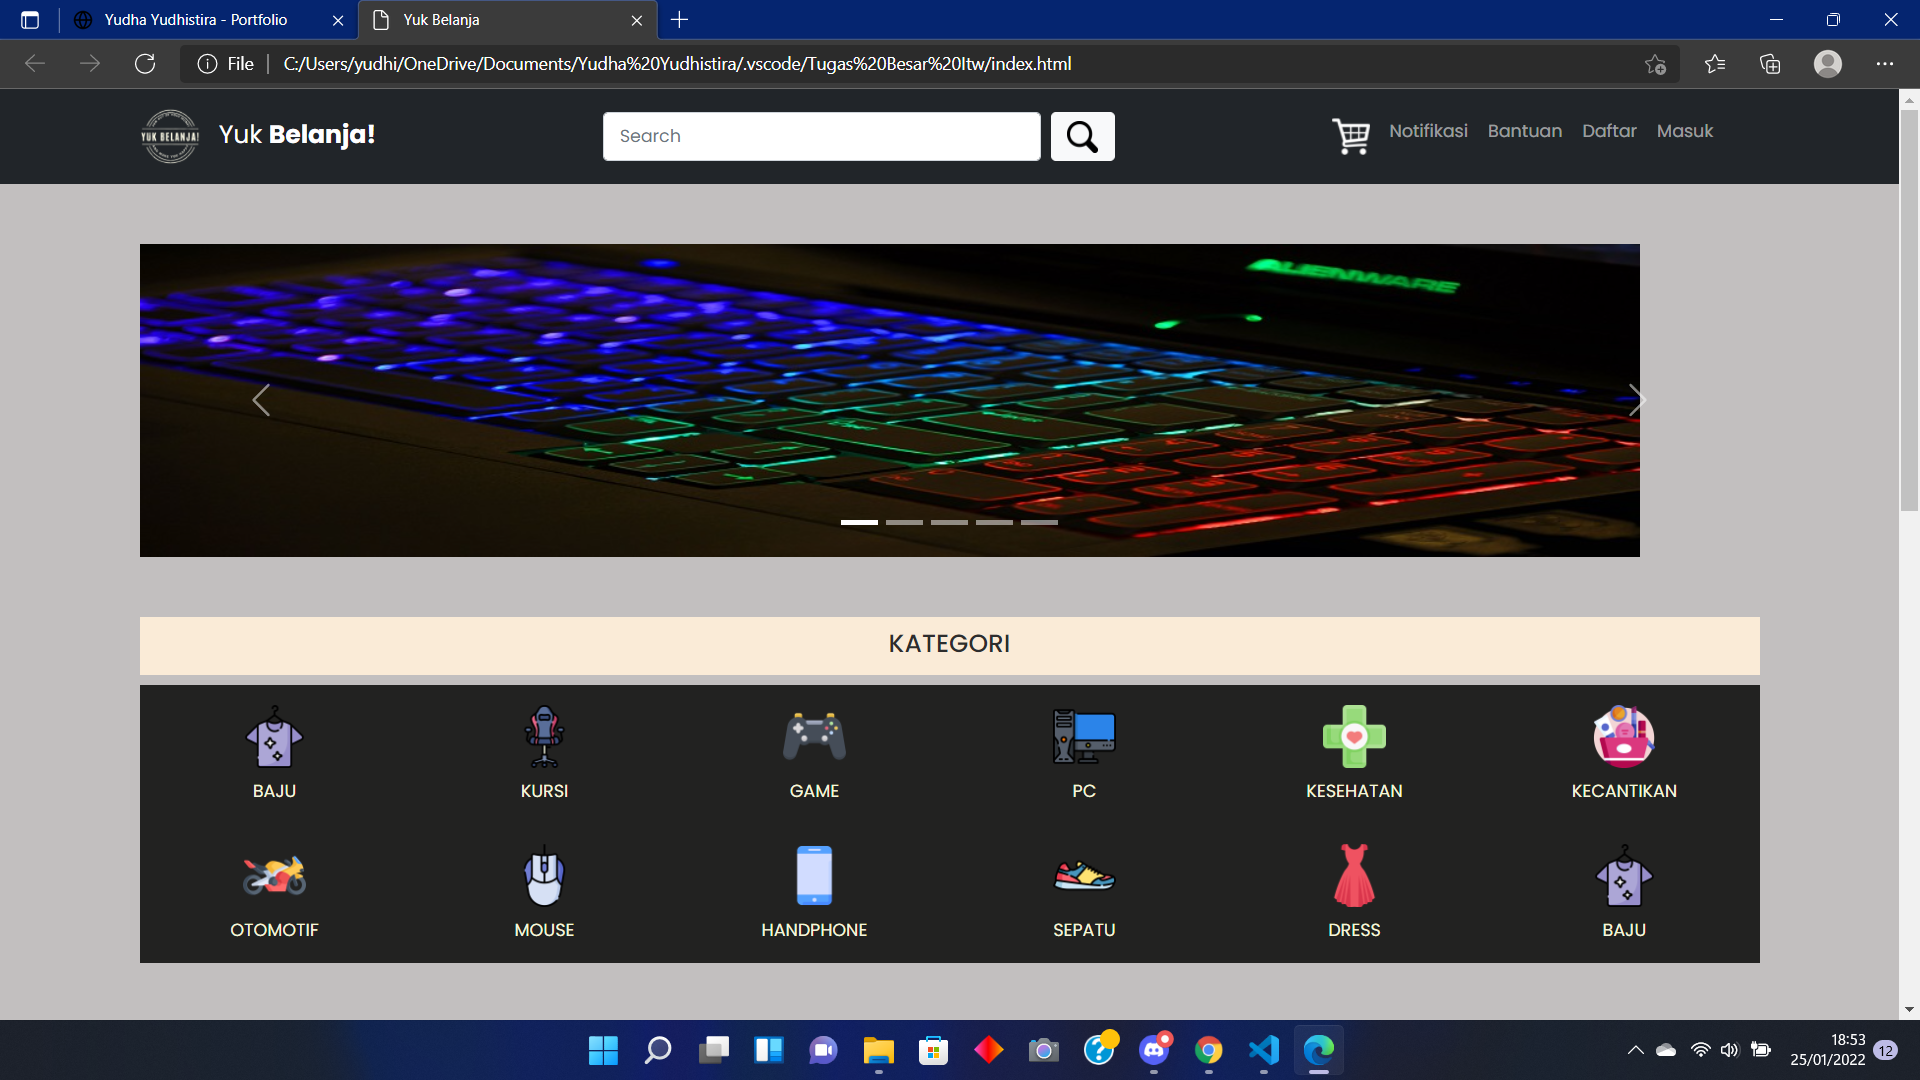 Yudha Yudhistira - Portfolio
Yuk Belanja
File
C:/Users/yudhi/OneDrive/Documents/Yudha%20Yudhistira/.vscode/Tugas%20Besar%20Itw/index.html
YUK BELANJA!
Yuk Belanja!
Search
Notifikasi Bantuan Daftar Masuk
ALIENWARE
KATEGORI
BAJU KURSI GAME PC KESEHATAN KECANTIKAN
OTOMOTIF MOUSE HANDPHONE SEPATU DRESS BAJU
18:53
25/01/2022
12